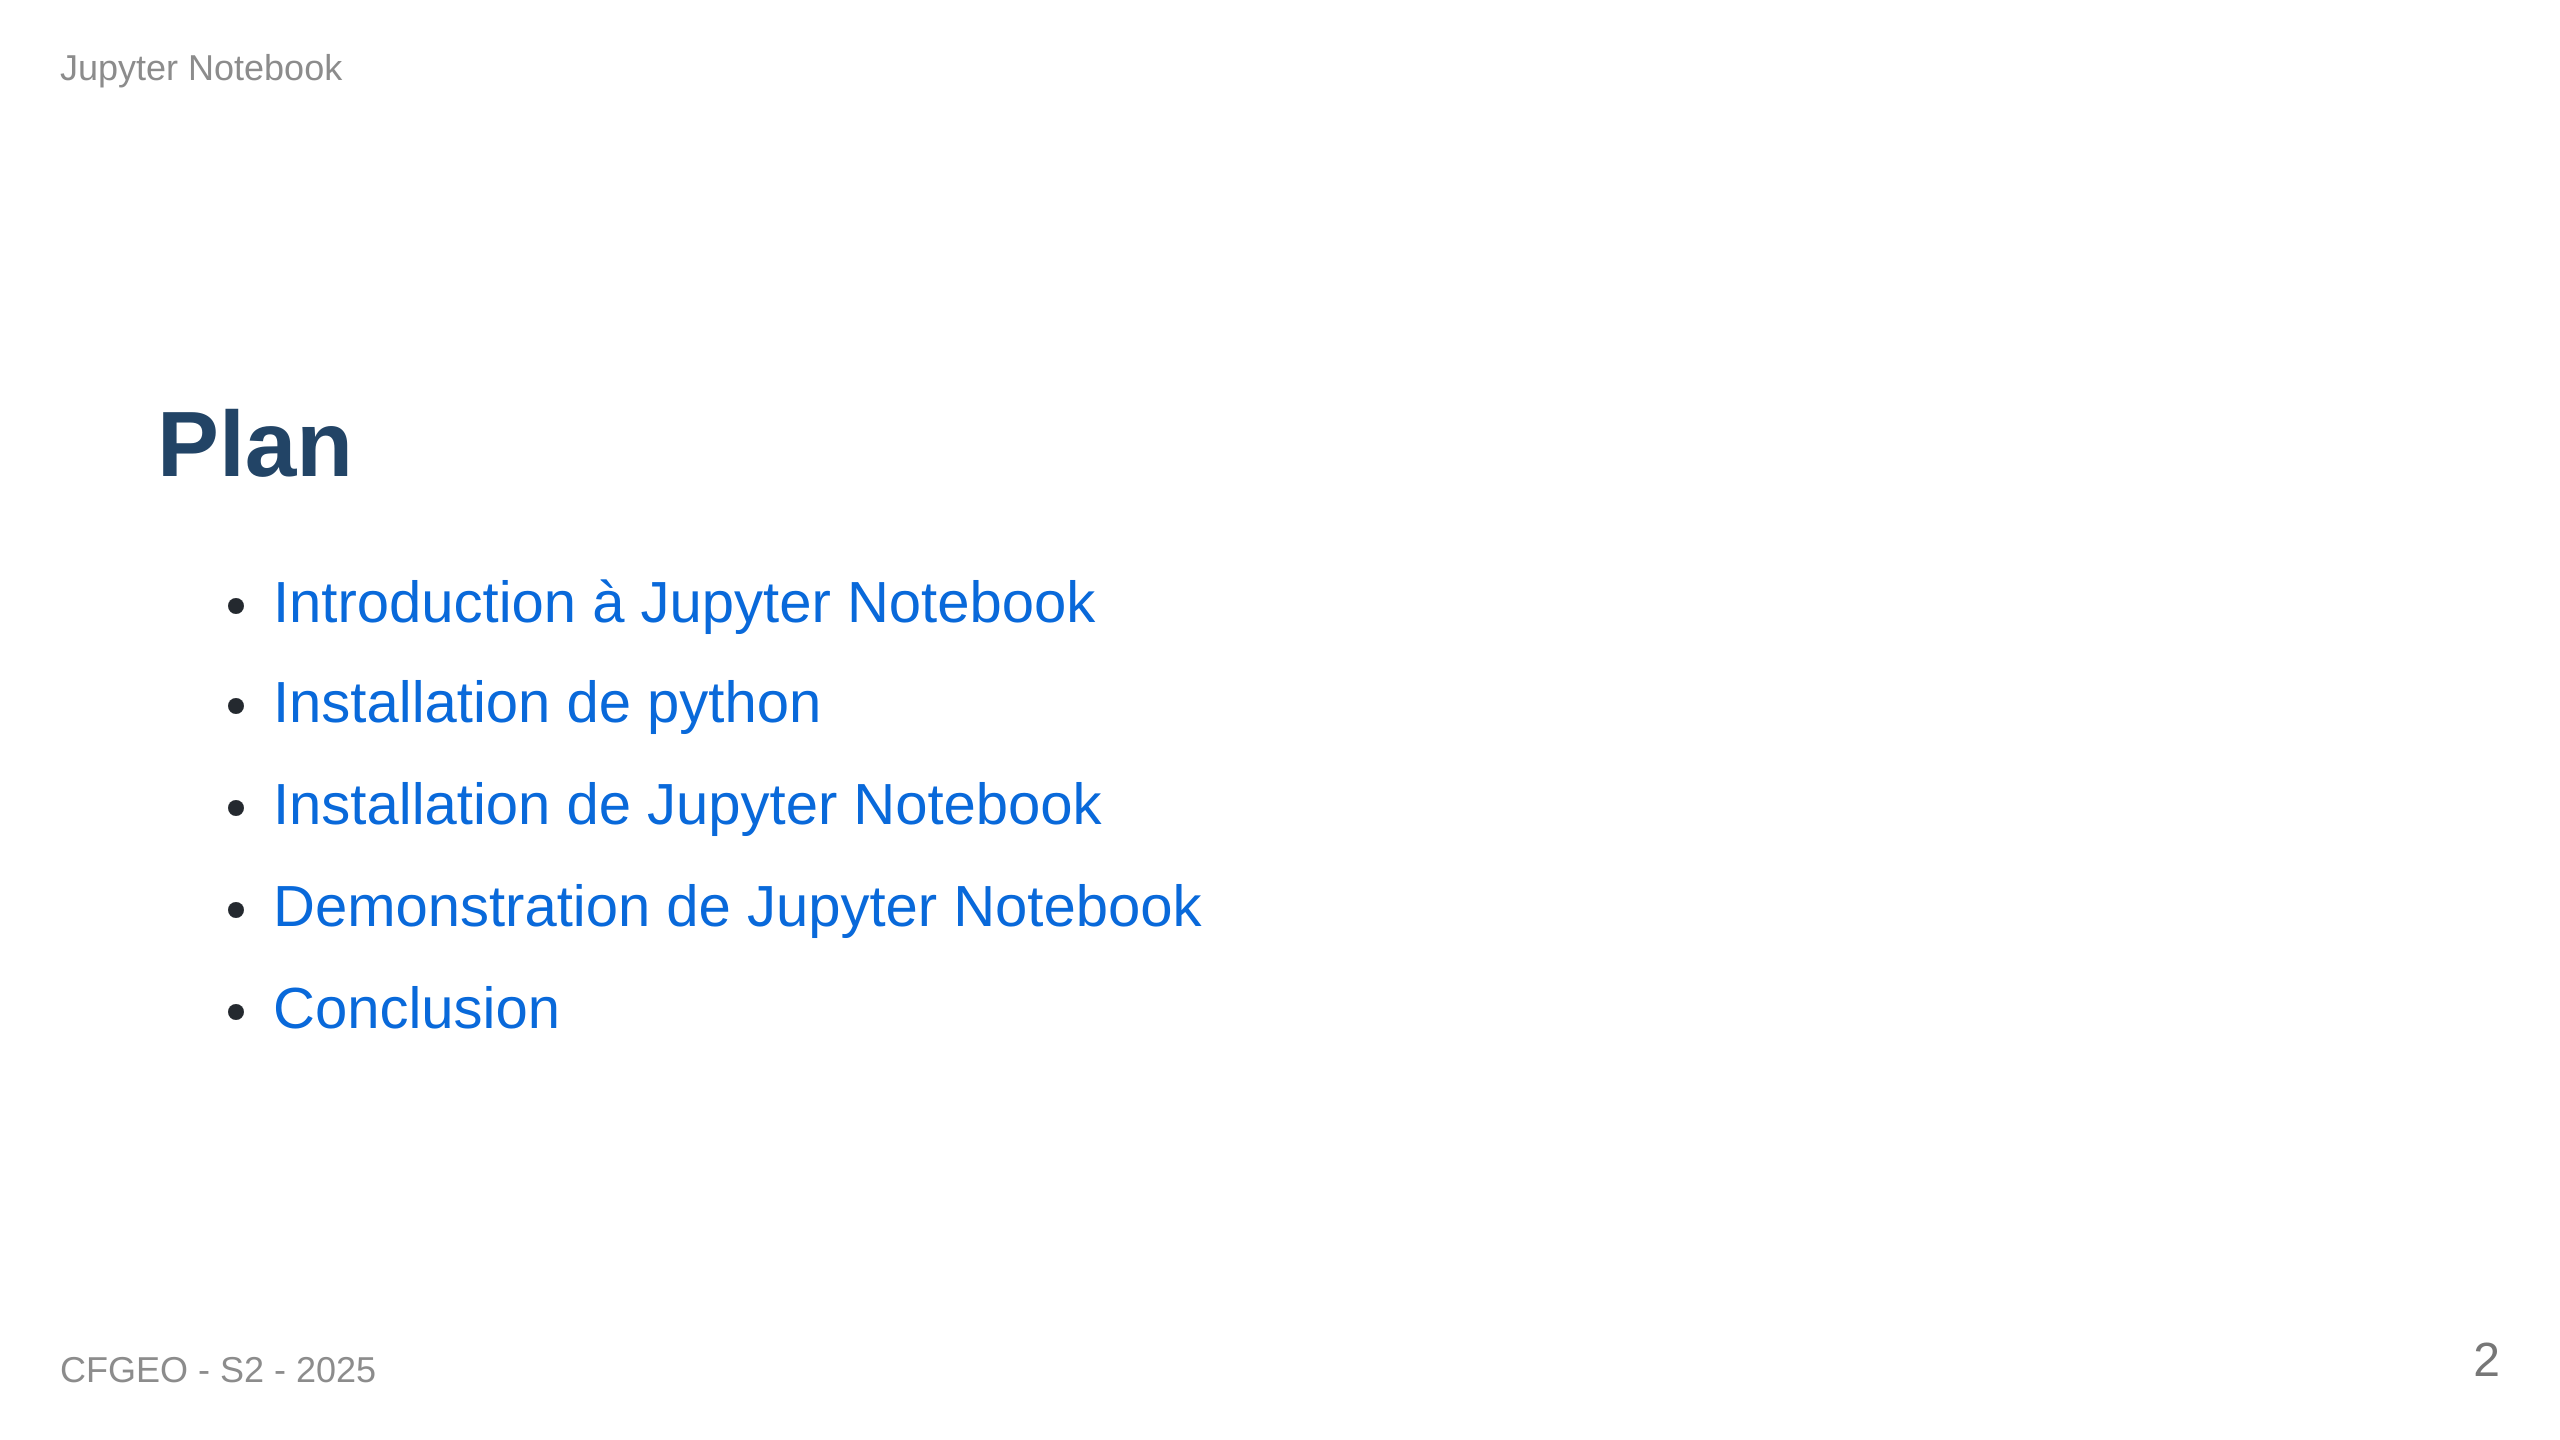 Jupyter Notebook
Plan
Introduction à Jupyter Notebook
Installation de python
Installation de Jupyter Notebook
Demonstration de Jupyter Notebook
Conclusion
CFGEO - S2 - 2025
2